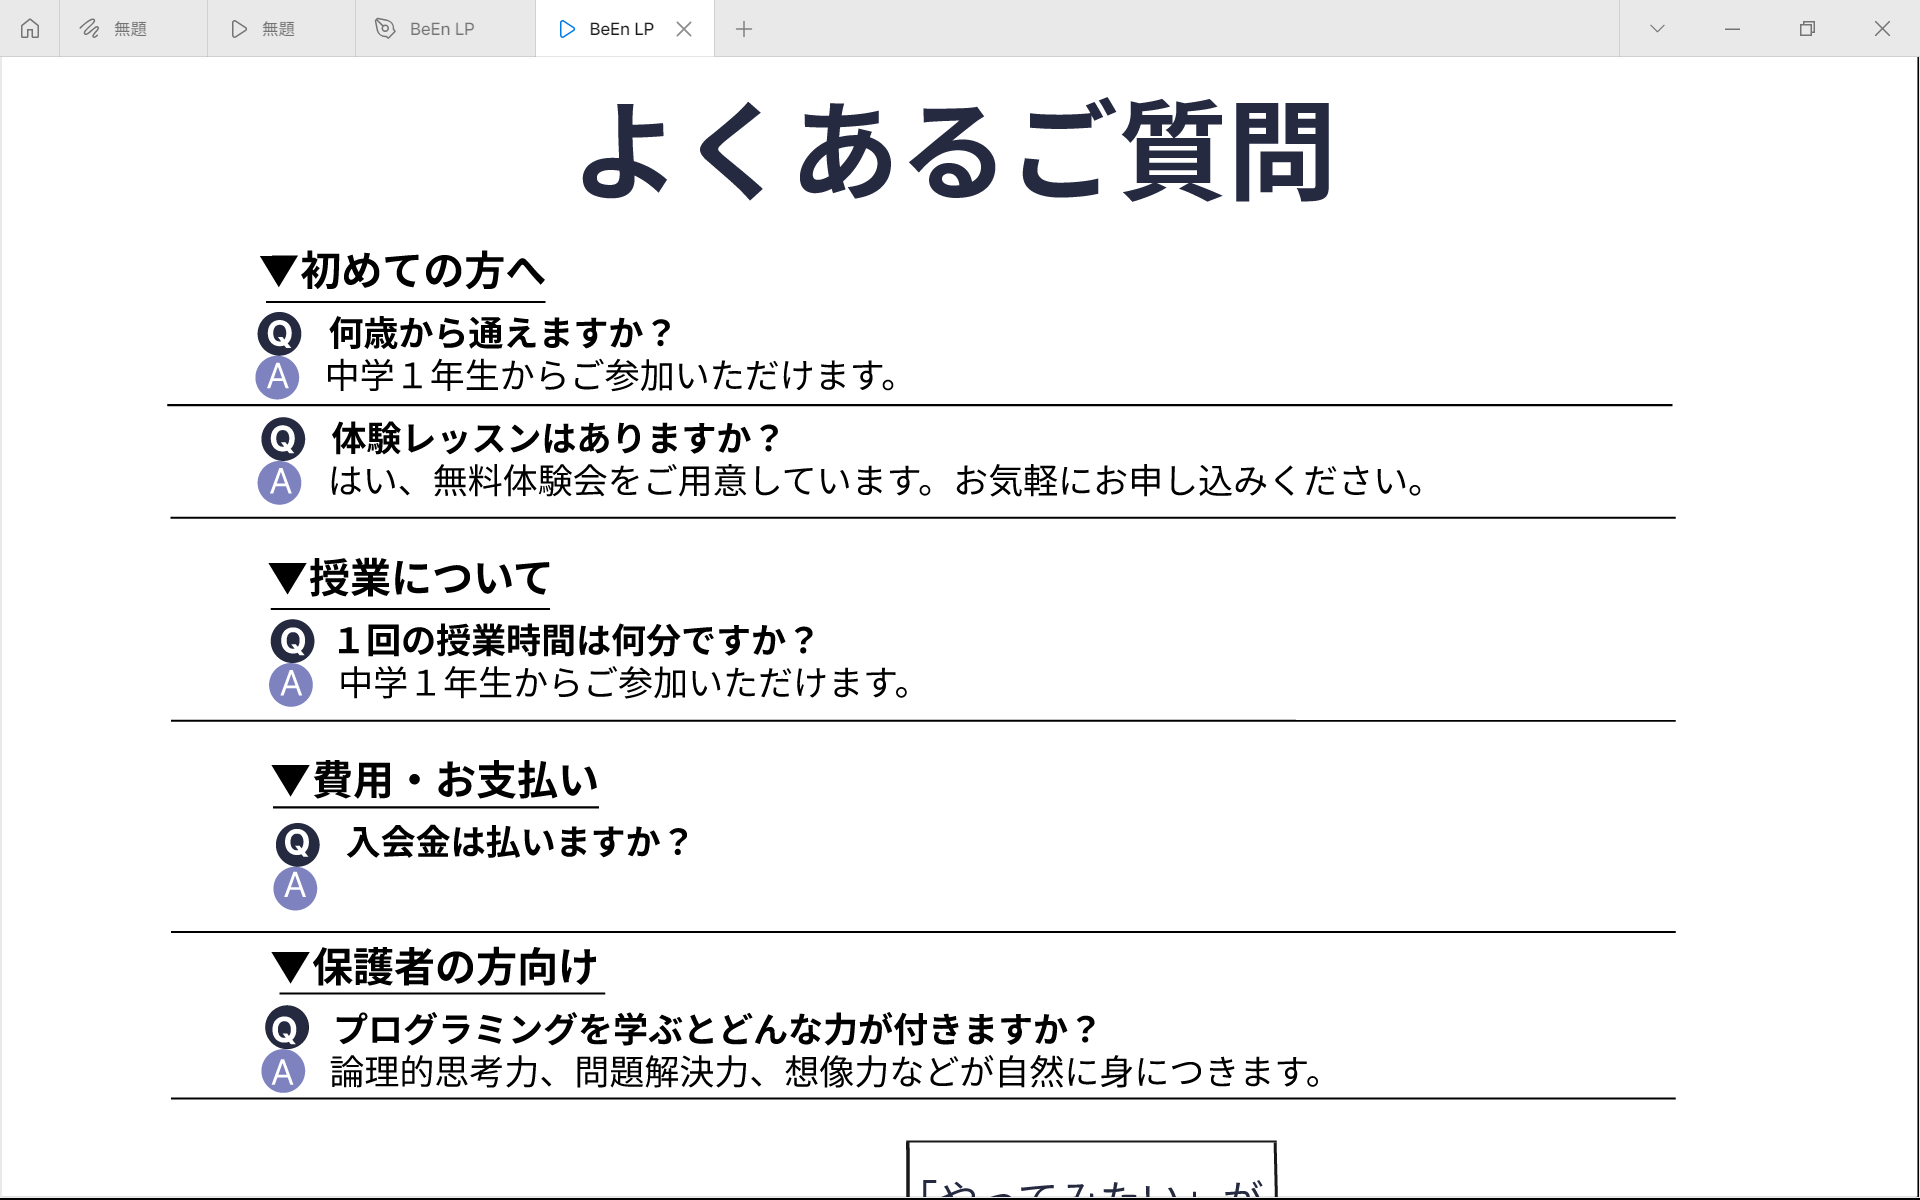 無題
無題
BeEn LP
BeEn LP
よくあるご質問
▼初めての方へ
Q 何歳から通えますか？
A 中学１年生からご参加いただけます。
Q 体験レッスンはありますか？
A はい、無料体験会をご用意しています。お気軽にお申し込みください。
▼授業について
Q １回の授業時間は何分ですか？
A 中学１年生からご参加いただけます。
▼費用・お支払い
Q 入会金は払いますか？
A
▼保護者の方向け
Q プログラミングを学ぶとどんな力が付きますか？
A 論理的思考力、問題解決力、想像力などが自然に身につきます。
「やってみたい」が